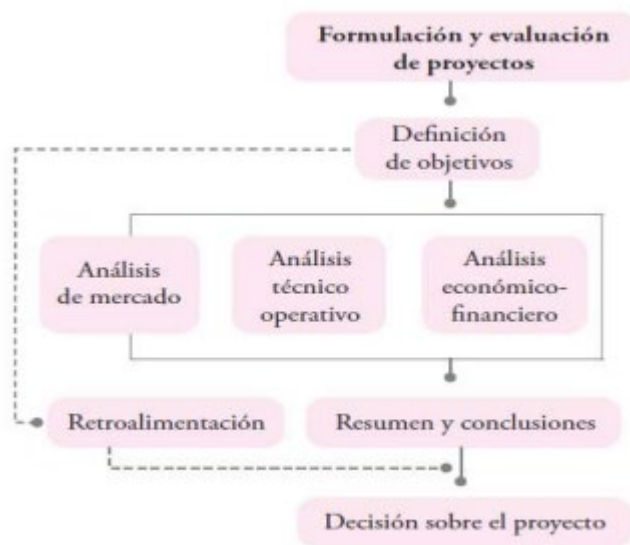 Formulación y evaluación
de proyectos
Definición
de objetivos
Análisis
de mercado
Análisis
técnico
operativo
Análisis
económico-
financiero
Retroalimentación
Resumen y conclusiones
Decisión sobre el proyecto